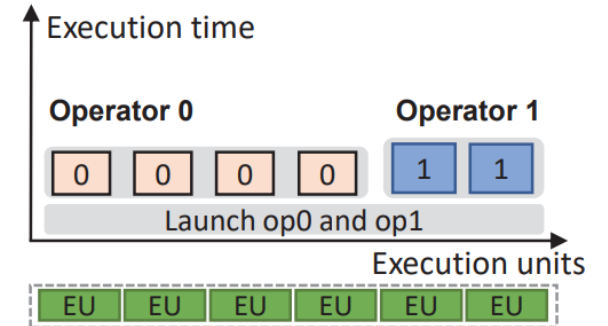 Execution time
Operator 0 Operator 1
0 0 0 0 1 1
Launch op0 and op1
Execution units
EU EU EU EU EU EU